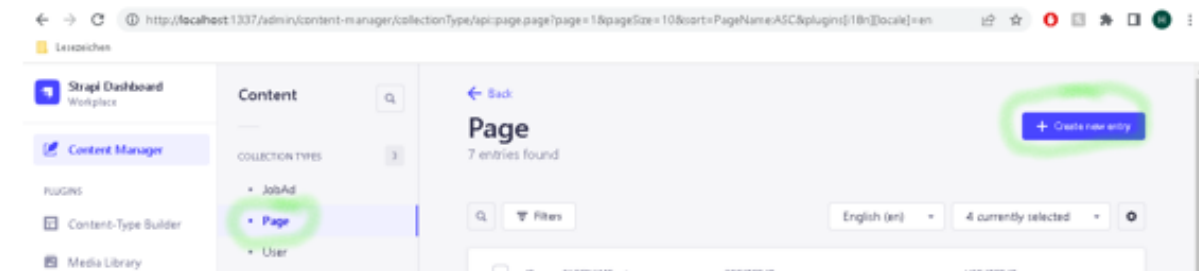 http://localhost:1337/admin/content-manager/collectionType/api::page.page?page=1&pageSize=10&sort=PageName:ASC&plugins[i18n][locale]=en
Lesezeichen
Strapi Dashboard
Workplace
Content Manager
PLUGINS
Content-Type Builder
Media Library
Content
COLLECTION TYPES 3
JobAd
Page
User
Back
Page
7 entries found
+ Create new entry
Filters
English (en)
4 currently selected